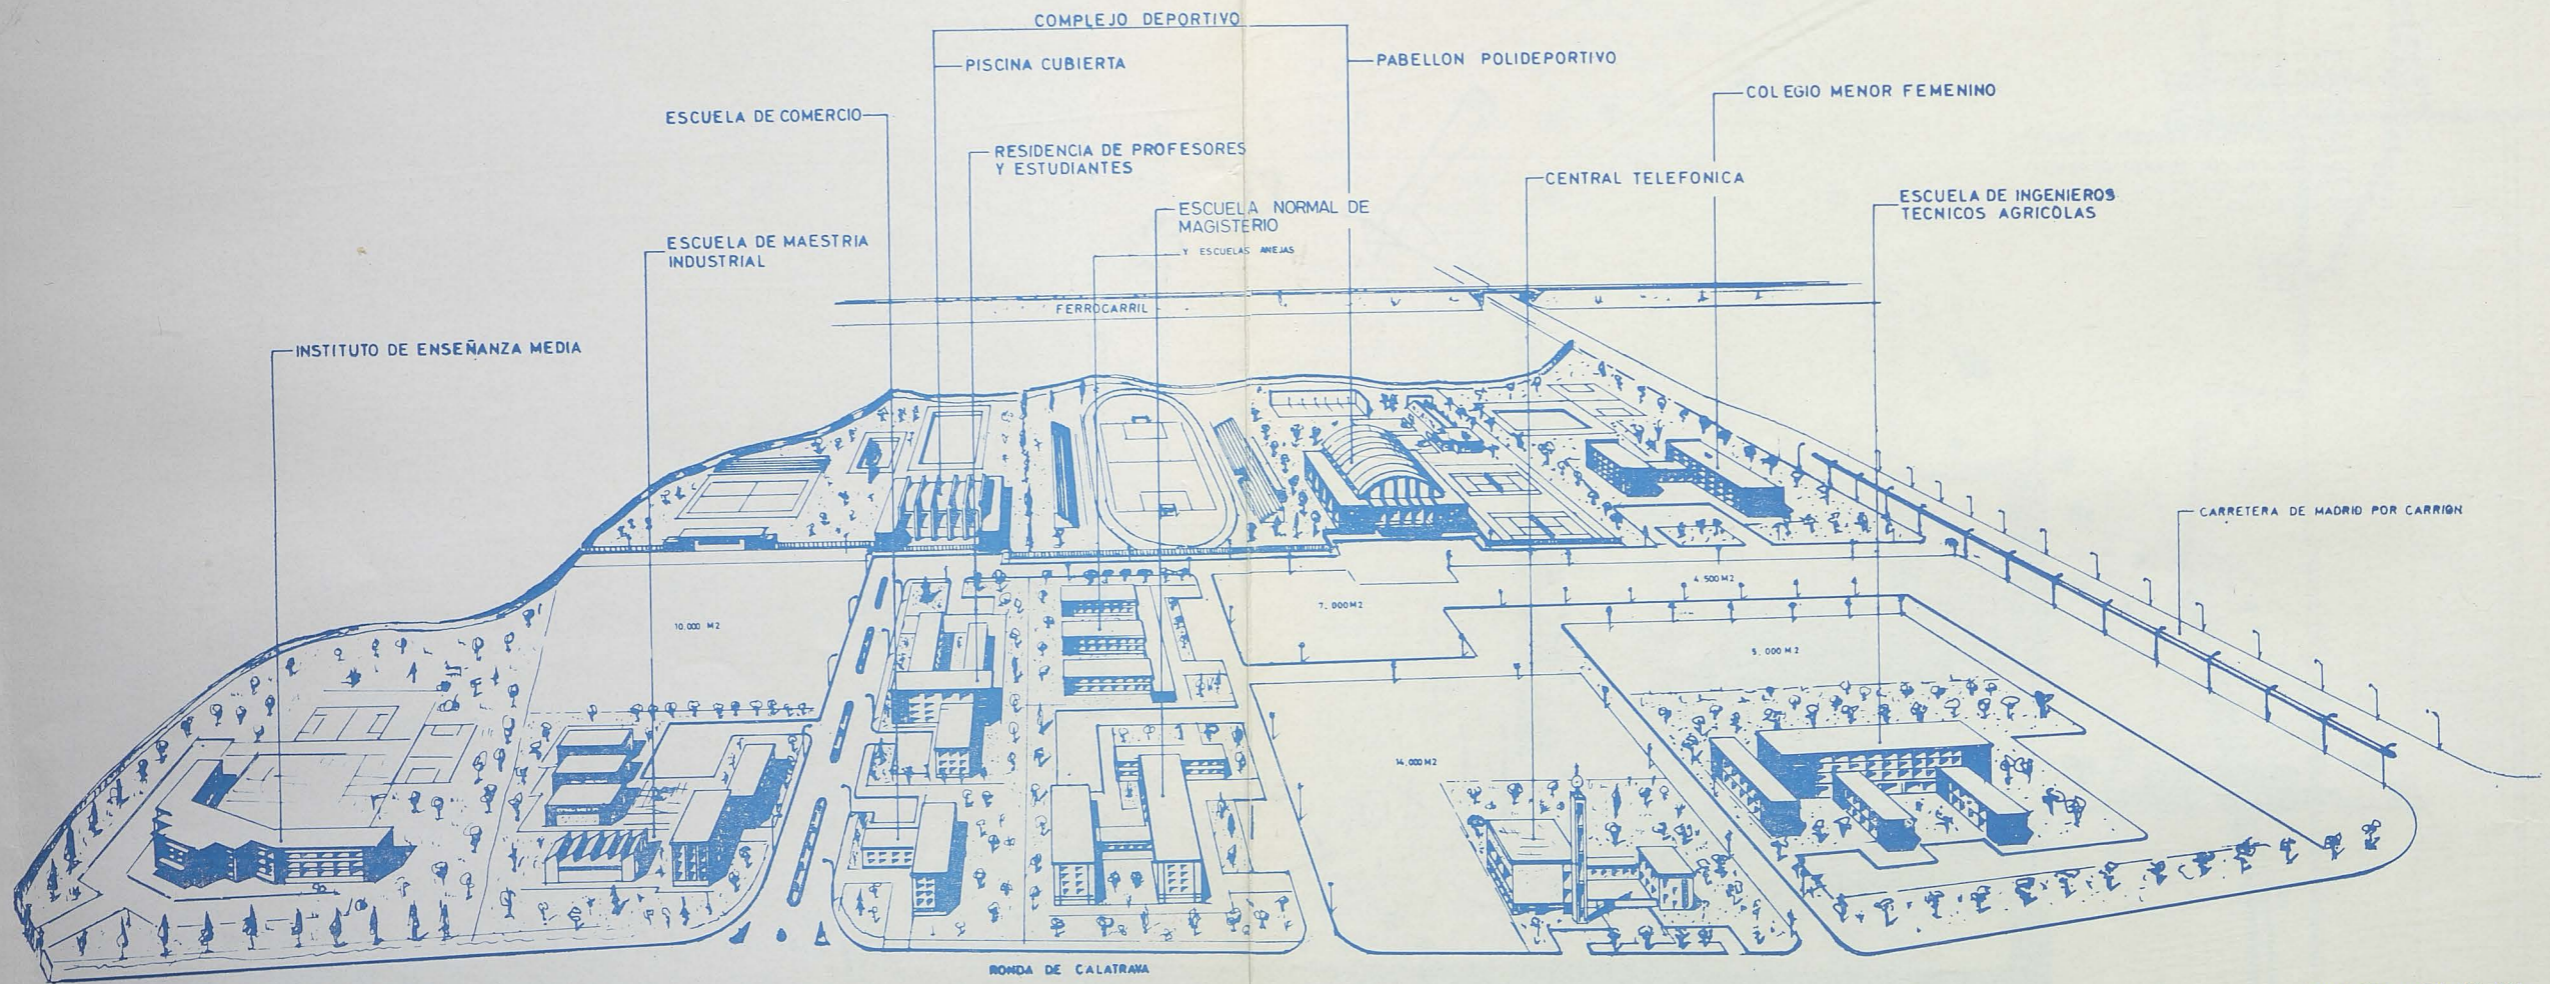 COMPLEJO DEPORTIVO
PISCINA CUBIERTA
PABELLON POLIDEPORTIVO
COLEGIO MENOR FEMENINO
ESCUELA DE COMERCIO
RESIDENCIA DE PROFESORES
Y ESTUDIANTES
CENTRAL TELEFONICA
ESCUELA DE INGENIEROS
TECNICOS AGRICOLAS
ESCUELA NORMAL DE
MAGISTERIO
Y ESCUELAS ANEJAS
ESCUELA DE MAESTRIA
INDUSTRIAL
FERROCARRIL
INSTITUTO DE ENSEÑANZA MEDIA
CARRETERA DE MADRID POR CARRION
4.500 M2
7.000 M2
10.000 M2
5.000 M2
14.000 M2
RONDA DE CALATRAVA